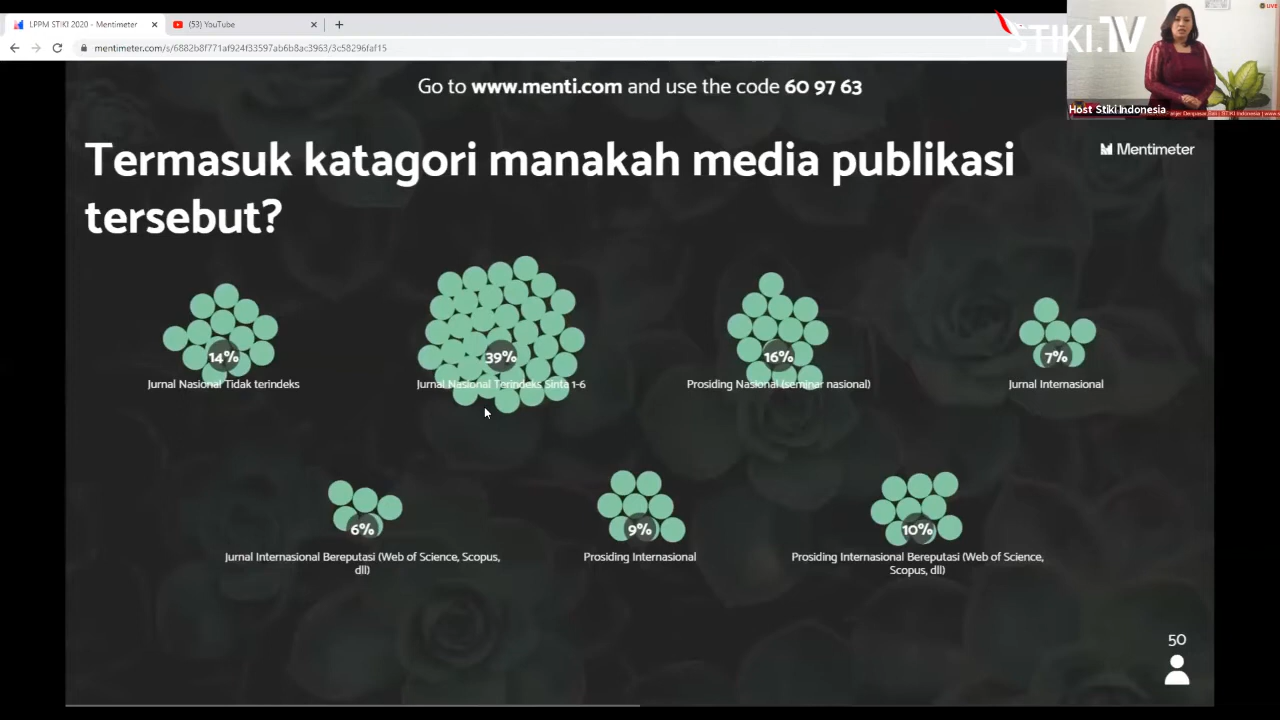 LPPM STIKI 2020 - Mentimeter
(53) YouTube
LIVE
STIKI.TV
mentimeter.com/s/6882b8f771af924f33597ab6b8ac3963/3c58296faf15
Go to www.menti.com and use the code 60 97 63
Host Stiki Indonesia
Denpasar
STIKI Indonesia
Termasuk katagori manakah media publikasi
tersebut?
Mentimeter
14%
Jurnal Nasional Tidak terindeks
39%
Jurnal Nasional Terindeks Sinta 1-6
16%
Prosiding Nasional (seminar nasional)
7%
Jurnal Internasional
6%
Jurnal Internasional Bereputasi (Web of Science, Scopus,
dll)
9%
Prosiding Internasional
10%
Prosiding Internasional Bereputasi (Web of Science,
Scopus, dll)
50